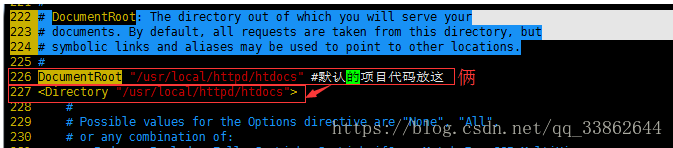 222 # DocumentRoot: The directory out of which you will serve your
223 # documents. By default, all requests are taken from this directory, but
224 # symbolic links and aliases may be used to point to other locations.
225 #
226 DocumentRoot "/usr/local/httpd/htdocs" #默认的项目代码放这 俩
227 <Directory "/usr/local/httpd/htdocs">
228 #
229 # Possible values for the Options directive are "None", "All",
230 # or any combination of:
https://blog.csdn.net/qq_33862644